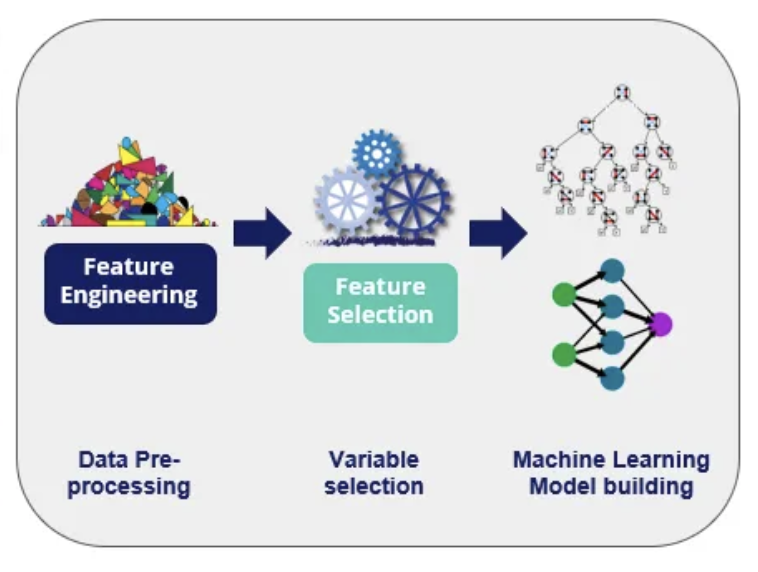 Feature
Engineering
Feature
Selection
Data Pre-
processing
Variable
selection
Machine Learning
Model building